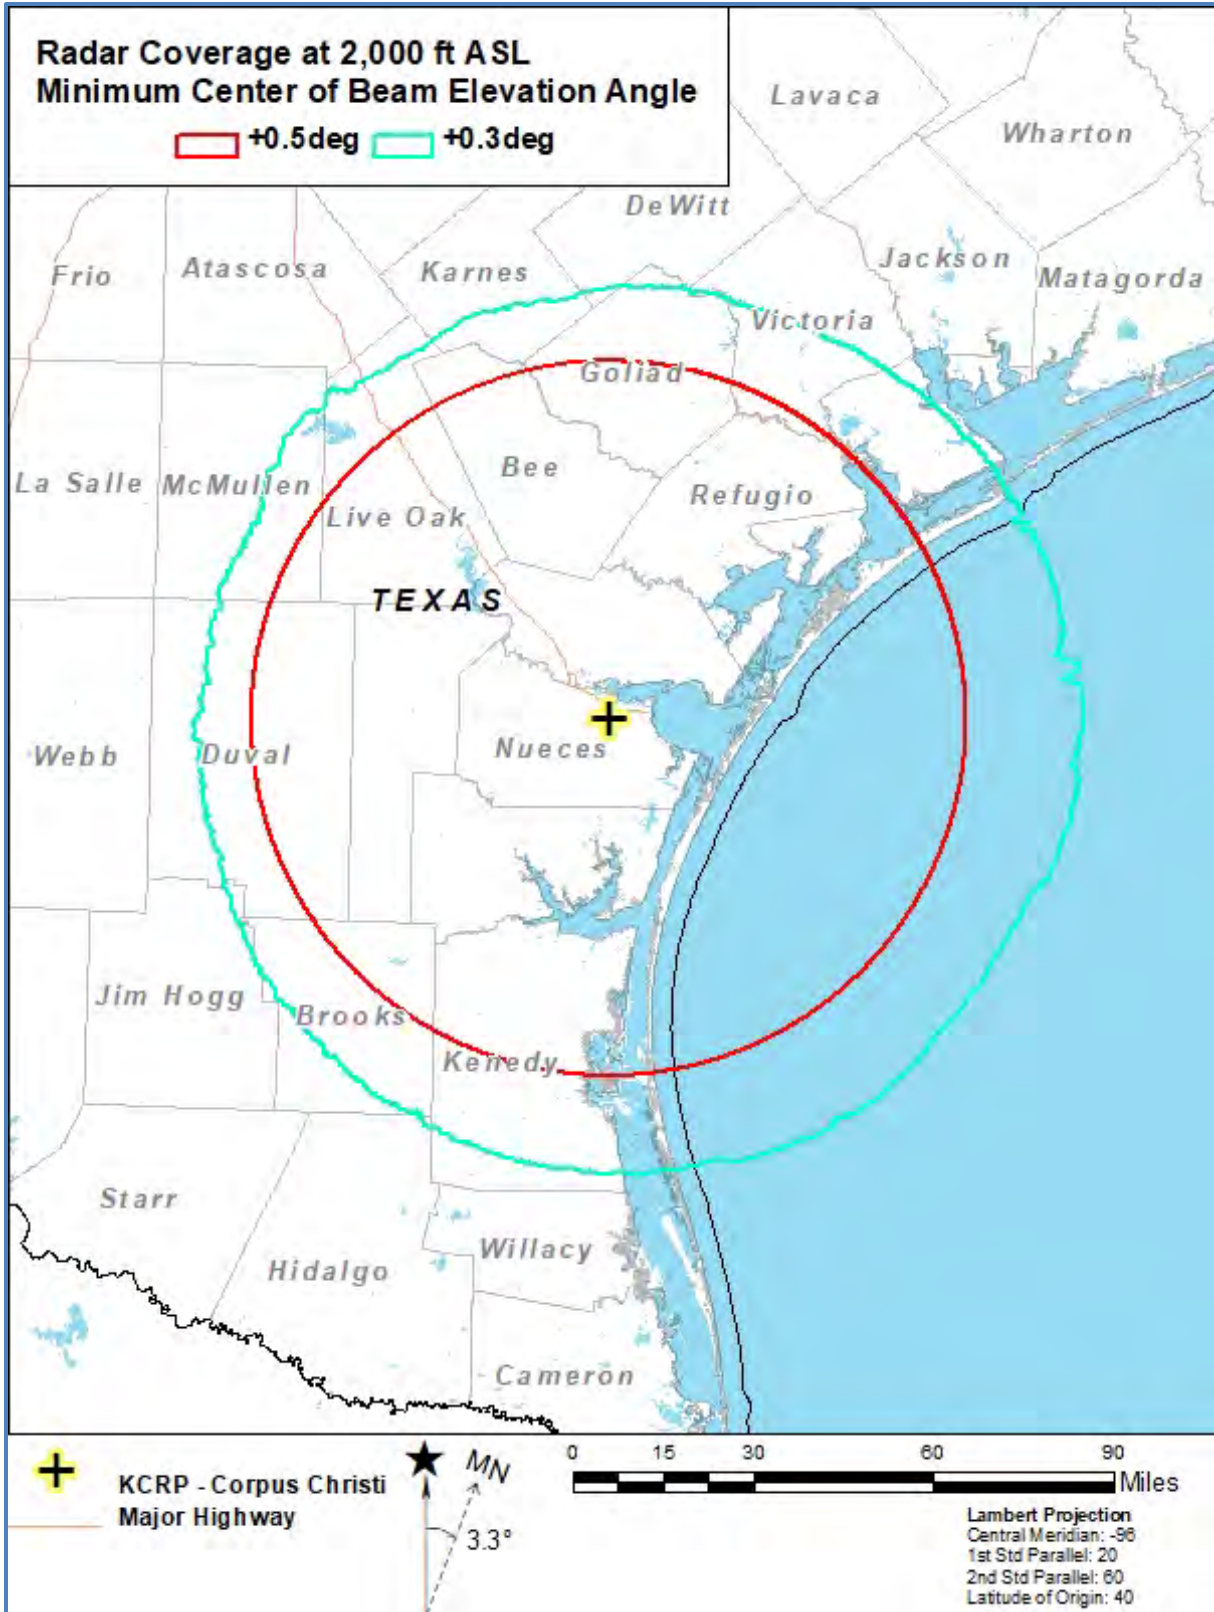 Radar Coverage at 2,000 ft ASL
Minimum Center of Beam Elevation Angle
+0.5deg +0.3deg
Lavaca
Wharton
DeWitt
Jackson
Frio
Atascosa
Karnes
Matagorda
Victoria
Goliad
Bee
La Salle
McMullen
Refugio
Live Oak
TEXAS
Nueces
Webb
Duval
Jim Hogg
Brooks
Kenedy
Starr
Willacy
Hidalgo
Cameron
KCRP - Corpus Christi
Major Highway
MN
3.3°
0 15 30 60 90
Miles
Lambert Projection
Central Meridian: -96
1st Std Parallel: 20
2nd Std Parallel: 60
Latitude of Origin: 40